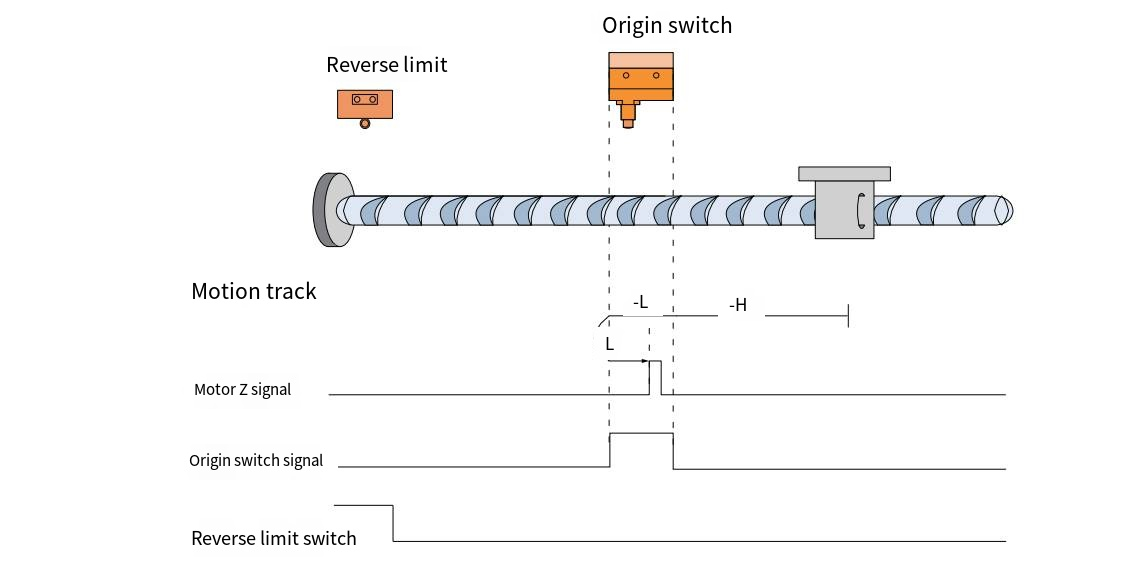 Origin switch
Reverse limit
Motion track
-L
-H
L
Motor Z signal
Origin switch signal
Reverse limit switch